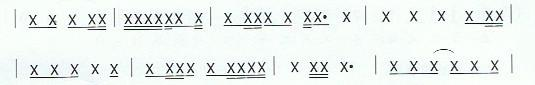 | X X X XX | XXXXXX X | X XXX X XX• X | X X X X XX |
| X X X X X | X XXX X XXXX | X XX X• | X X X X X X |